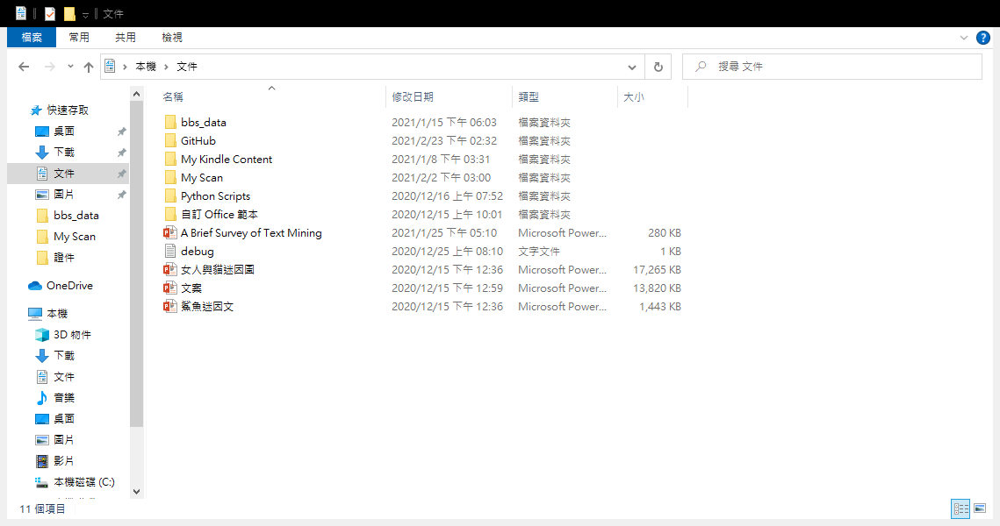 文件
檔案 常用 共用 檢視
本機 文件 搜尋 文件
名稱 修改日期 類型 大小
快速存取
桌面
下載
文件
圖片
bbs_data
My Scan
證件
OneDrive
本機
3D 物件
下載
文件
音樂
桌面
圖片
影片
本機磁碟 (C:)
bbs_data 2021/1/15 下午 06:03 檔案資料夾
GitHub 2021/2/23 下午 02:32 檔案資料夾
My Kindle Content 2021/1/8 下午 03:31 檔案資料夾
My Scan 2021/2/2 下午 03:00 檔案資料夾
Python Scripts 2020/12/16 上午 07:52 檔案資料夾
自訂 Office 範本 2020/12/15 上午 10:01 檔案資料夾
A Brief Survey of Text Mining 2021/1/25 下午 05:10 Microsoft Power... 280 KB
debug 2020/12/25 上午 08:10 文字文件 1 KB
女人與貓迷因圖 2020/12/15 下午 12:36 Microsoft Power... 17,265 KB
文案 2020/12/15 下午 12:59 Microsoft Power... 13,820 KB
鯊魚迷因文 2020/12/15 下午 12:36 Microsoft Power... 1,443 KB
11 個項目